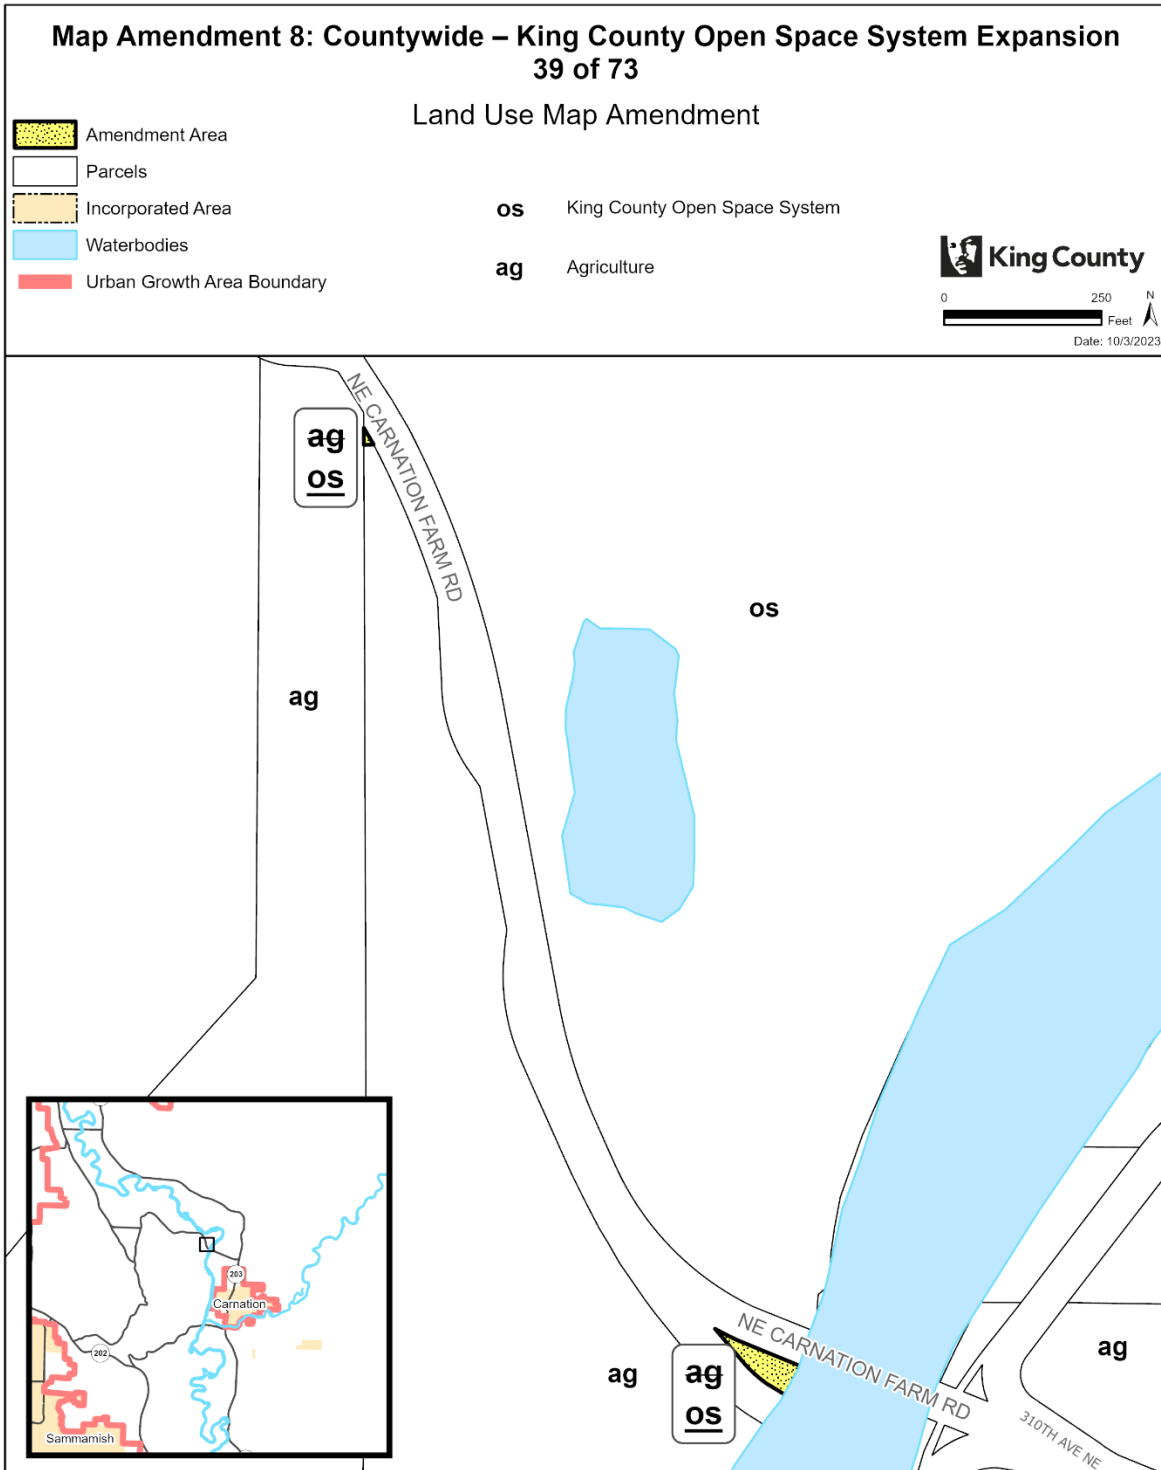 Map Amendment 8: Countywide – King County Open Space System Expansion
39 of 73
Land Use Map Amendment
Amendment Area
Parcels
Incorporated Area
Waterbodies
Urban Growth Area Boundary
os King County Open Space System
ag Agriculture
King County
0 250
Feet
N
Date: 10/3/2023
NE CARNATION FARM RD
ag
os
os
ag
203
Carnation
202
Sammamish
NE CARNATION FARM RD
ag
ag
os
ag
310TH AVE NE